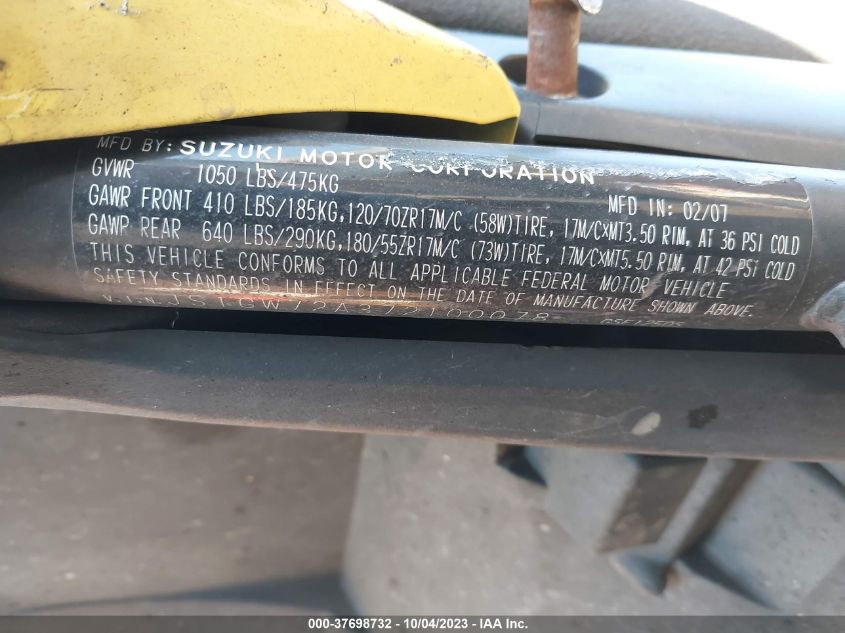 MFD BY: SUZUKI MOTOR CORPORATION
GVWR 1050 LBS/475KG MFD IN: 02/07
GAWR FRONT 410 LBS/185KG,120/70ZR17M/C (58W)TIRE, 17M/CXMT3.50 RIM, AT 36 PSI COLD
GAWR REAR 640 LBS/290KG,180/55ZR17M/C (73W)TIRE, 17M/CXMT5.50 RIM, AT 42 PSI COLD
THIS VEHICLE CONFORMS TO ALL APPLICABLE FEDERAL MOTOR VEHICLE
SAFETY STANDARDS IN EFFECT ON THE DATE OF MANUFACTURE SHOWN ABOVE.
V.I.N. JS1GW72A372100078
000-37698732 - 10/04/2023 - IAA Inc.